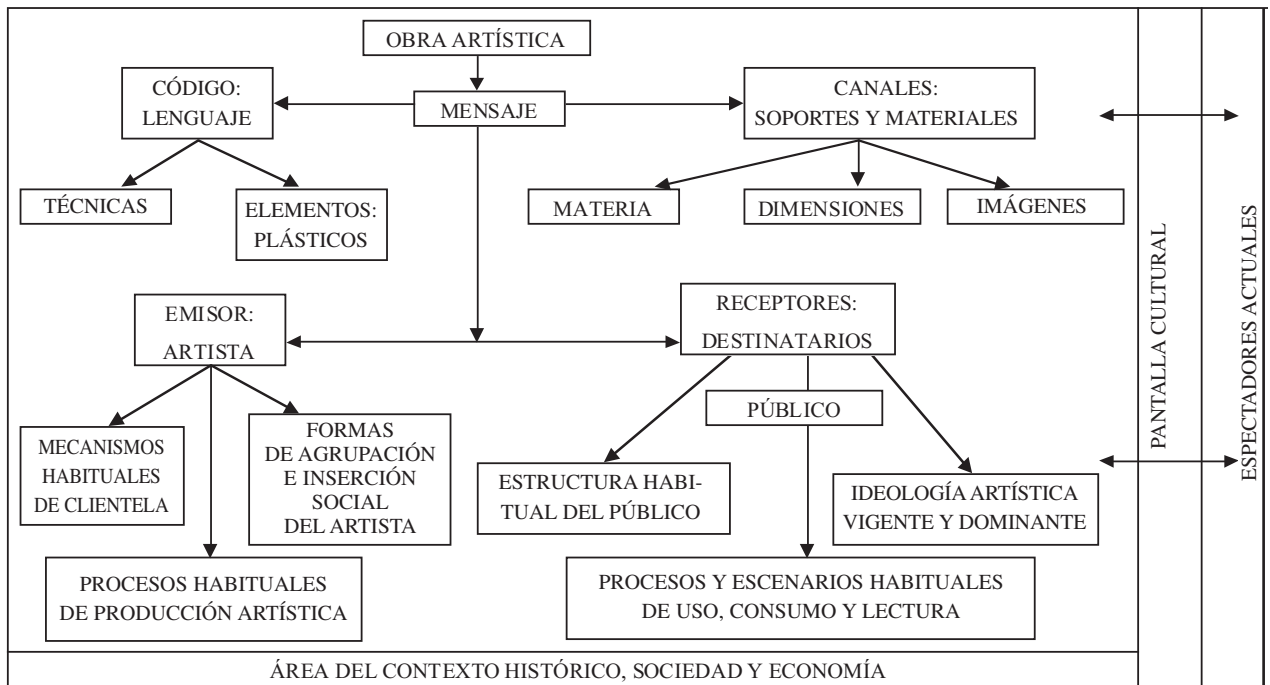 OBRA ARTÍSTICA
CÓDIGO:
LENGUAJE
MENSAJE
CANALES:
SOPORTES Y MATERIALES
TÉCNICAS
ELEMENTOS:
PLÁSTICOS
MATERIA
DIMENSIONES
IMÁGENES
EMISOR:
ARTISTA
RECEPTORES:
DESTINATARIOS
PÚBLICO
MECANISMOS
HABITUALES
DE CLIENTELA
FORMAS
DE AGRUPACIÓN
E INSERCIÓN
SOCIAL
DEL ARTISTA
ESTRUCTURA HABI-
TUAL DEL PÚBLICO
IDEOLOGÍA ARTÍSTICA
VIGENTE Y DOMINANTE
PROCESOS HABITUALES
DE PRODUCCIÓN ARTÍSTICA
PROCESOS Y ESCENARIOS HABITUALES
DE USO, CONSUMO Y LECTURA
ÁREA DEL CONTEXTO HISTÓRICO, SOCIEDAD Y ECONOMÍA
PANTALLA CULTURAL
ESPECTADORES ACTUALES